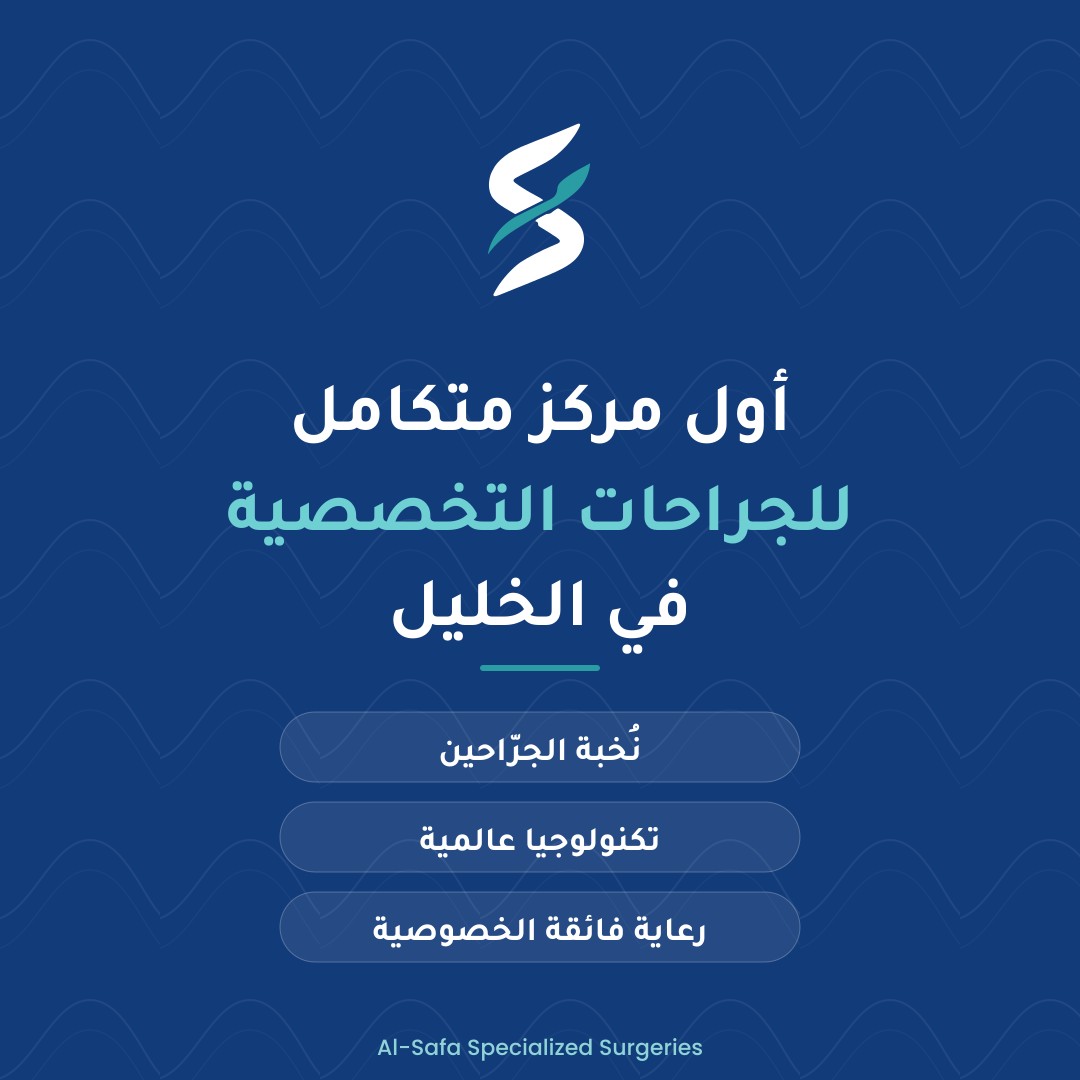 أول مركز متكامل
للجراحات التخصصية
في الخليل
نُخبة الجرّاحين
تكنولوجيا عالمية
رعاية فائقة الخصوصية
Al-Safa Specialized Surgeries